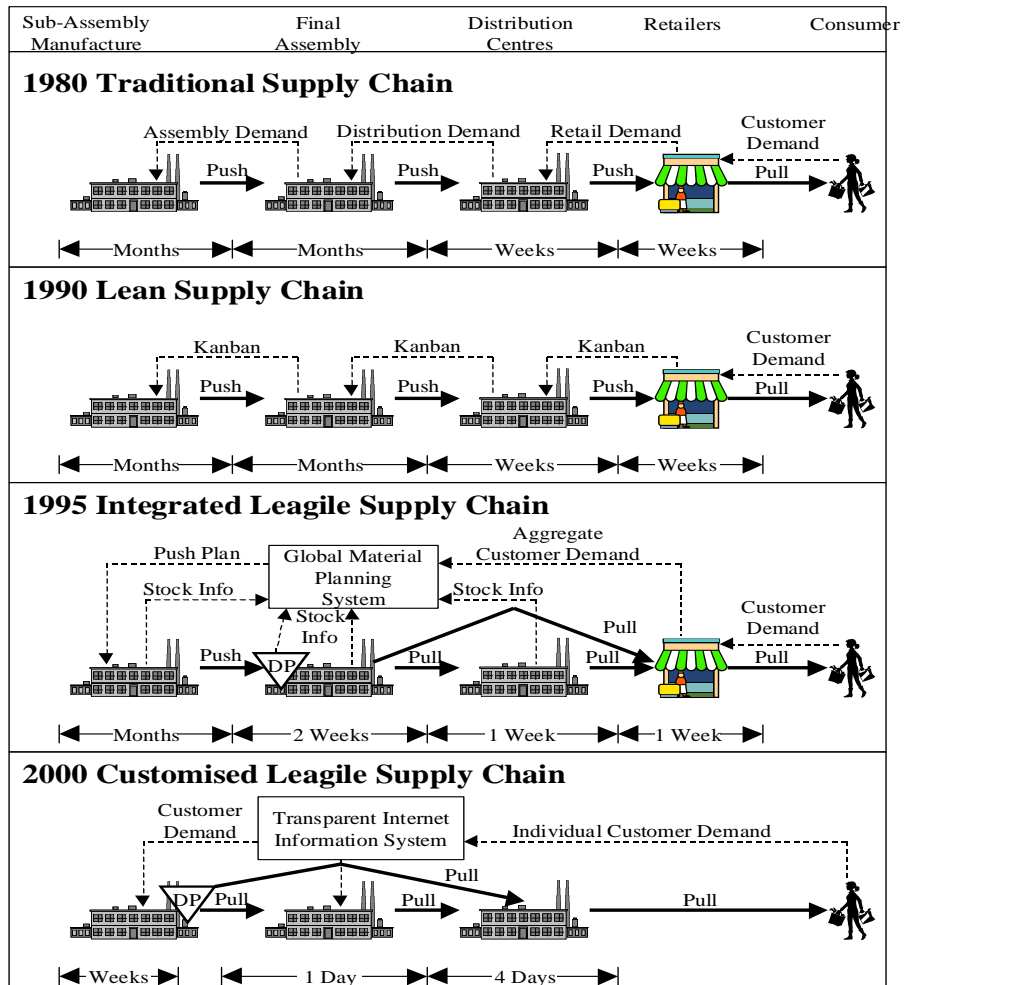 Sub-Assembly
Manufacture
Final
Assembly
Distribution
Centres
Retailers
Consumer
1980 Traditional Supply Chain
Assembly Demand
Distribution Demand
Retail Demand
Customer
Demand
Push
Push
Push
Pull
Months
Months
Weeks
Weeks
1990 Lean Supply Chain
Kanban
Kanban
Kanban
Customer
Demand
Push
Push
Push
Pull
Months
Months
Weeks
Weeks
1995 Integrated Leagile Supply Chain
Push Plan
Global Material
Planning
System
Aggregate
Customer Demand
Stock Info
Stock
Info
Stock Info
Customer
Demand
Pull
Push
DP
Pull
Pull
Pull
Months
2 Weeks
1 Week
1 Week
2000 Customised Leagile Supply Chain
Customer
Demand
Transparent Internet
Information System
Individual Customer Demand
Pull
DP
Pull
Pull
Pull
Weeks
1 Day
4 Days